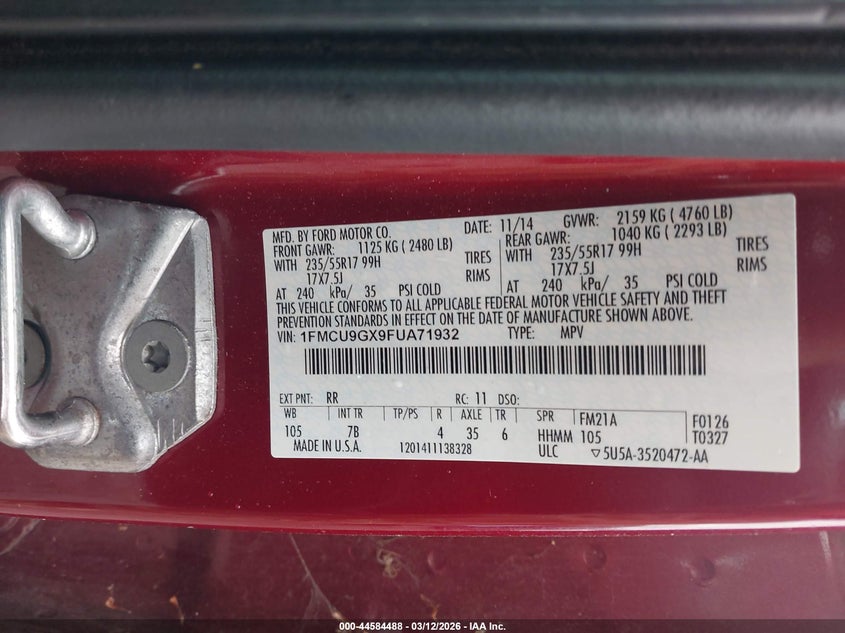 MFD. BY FORD MOTOR CO. DATE: 11/14 GVWR: 2159 KG ( 4760 LB)
FRONT GAWR: 1125 KG ( 2480 LB) REAR GAWR: 1040 KG ( 2293 LB)
WITH 235/55R17 99H TIRES WITH 235/55R17 99H TIRES
17X7.5J RIMS 17X7.5J RIMS
AT 240 kPa/ 35 PSI COLD AT 240 kPa/ 35 PSI COLD
THIS VEHICLE CONFORMS TO ALL APPLICABLE FEDERAL MOTOR VEHICLE SAFETY AND THEFT
PREVENTION STANDARDS IN EFFECT ON THE DATE OF MANUFACTURE SHOWN ABOVE.
VIN: 1FMCU9GX9FUA71932 TYPE: MPV
EXT PNT: RR RC: 11 DSO:
WB INT TR TP/PS R AXLE TR SPR FM21A F0126
105 7B 4 35 6 HHMM 105 T0327
MADE IN U.S.A. 1201411138328 ULC ▽5U5A-3520472-AA
000-44584488 - 03/12/2026 - IAA Inc.